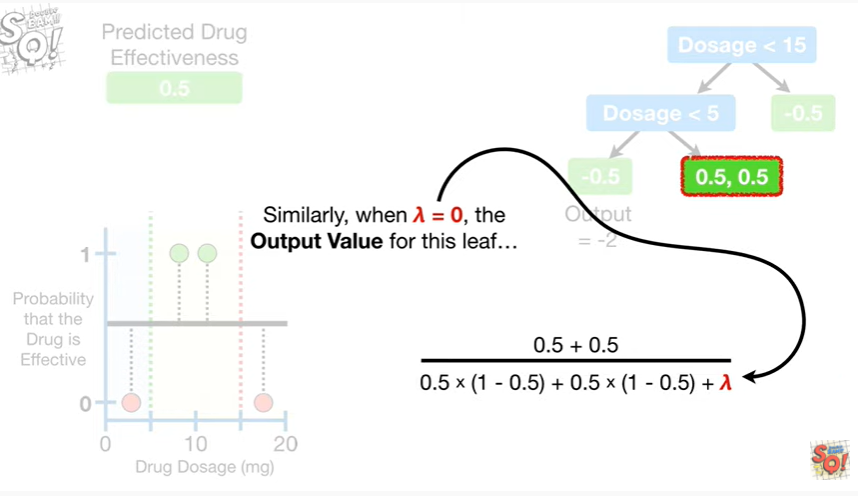 SQ!
Predicted Drug
Effectiveness
0.5
Dosage < 15
Dosage < 5
-0.5
-0.5
0.5, 0.5
Output
= -2
Similarly, when λ = 0, the
Output Value for this leaf…
1
Probability
that the
Drug is
Effective
0
0 10 20
Drug Dosage (mg)
0.5 + 0.5
0.5 × (1 - 0.5) + 0.5 × (1 - 0.5) + λ
SQ!